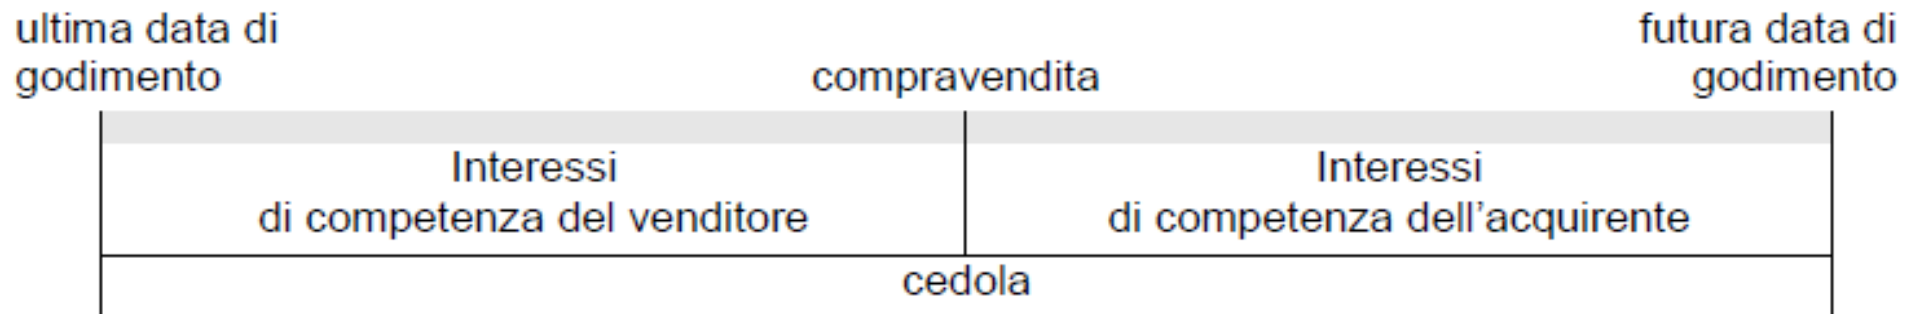 ultima data di
godimento
compravendita
futura data di
godimento
Interessi
di competenza del venditore
Interessi
di competenza dell'acquirente
cedola